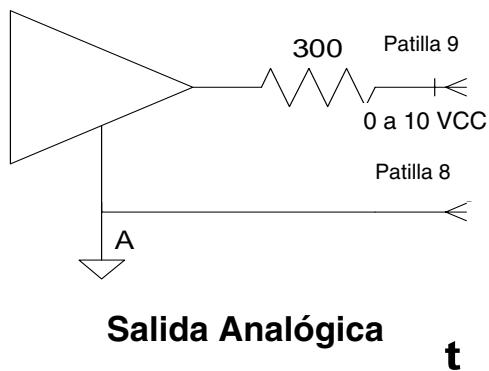 300
Patilla 9
0 a 10 VCC
Patilla 8
A
Salida Analógica
t